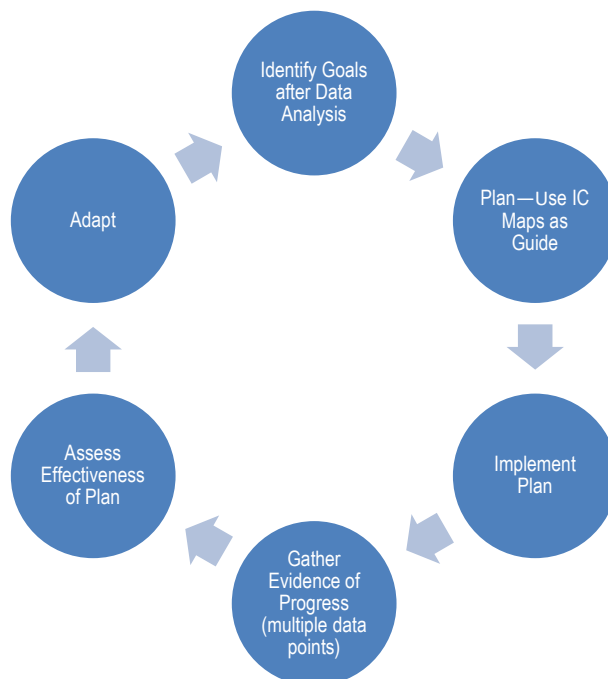 Identify Goals
after Data
Analysis
Plan—Use IC
Maps as
Guide
Implement
Plan
Gather
Evidence of
Progress
(multiple data
points)
Assess
Effectiveness
of Plan
Adapt